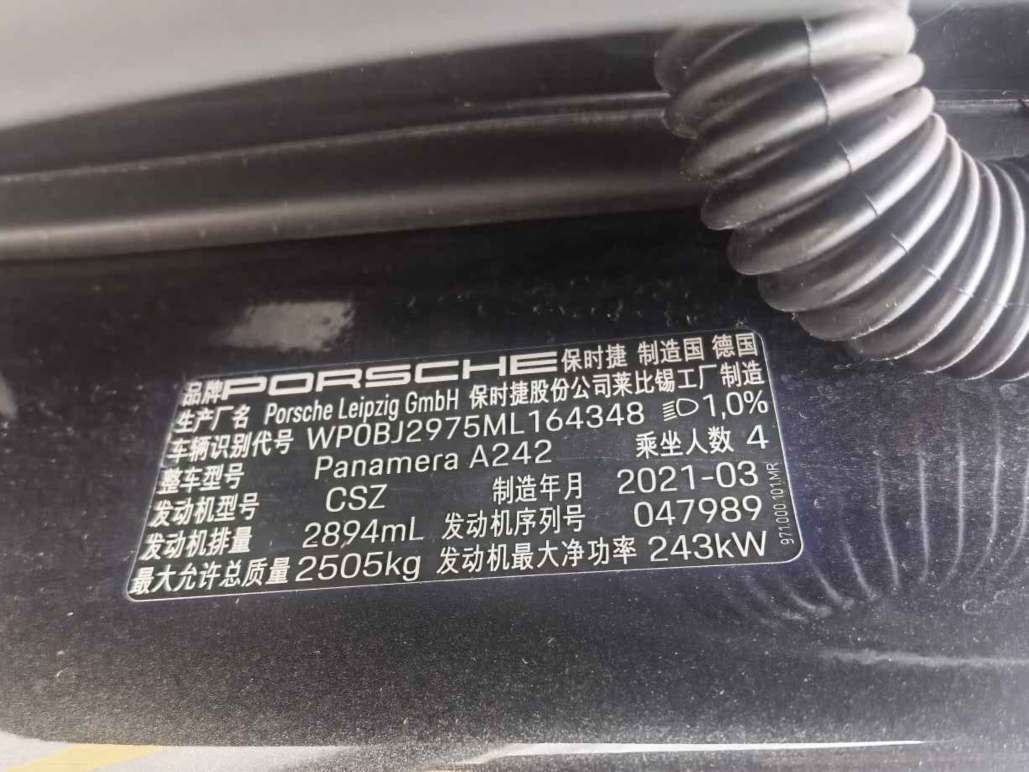 品牌 PORSCHE 保时捷 制造国 德国
生产厂名 Porsche Leipzig GmbH 保时捷股份公司莱比锡工厂制造
车辆识别代号 WP0BJ2975ML164348 1,0%
整车型号 Panamera A242 乘坐人数 4
发动机型号 CSZ 制造年月 2021-03
发动机排量 2894mL 发动机序列号 047989
最大允许总质量 2505kg 发动机最大净功率 243kW
971.000.101.MR